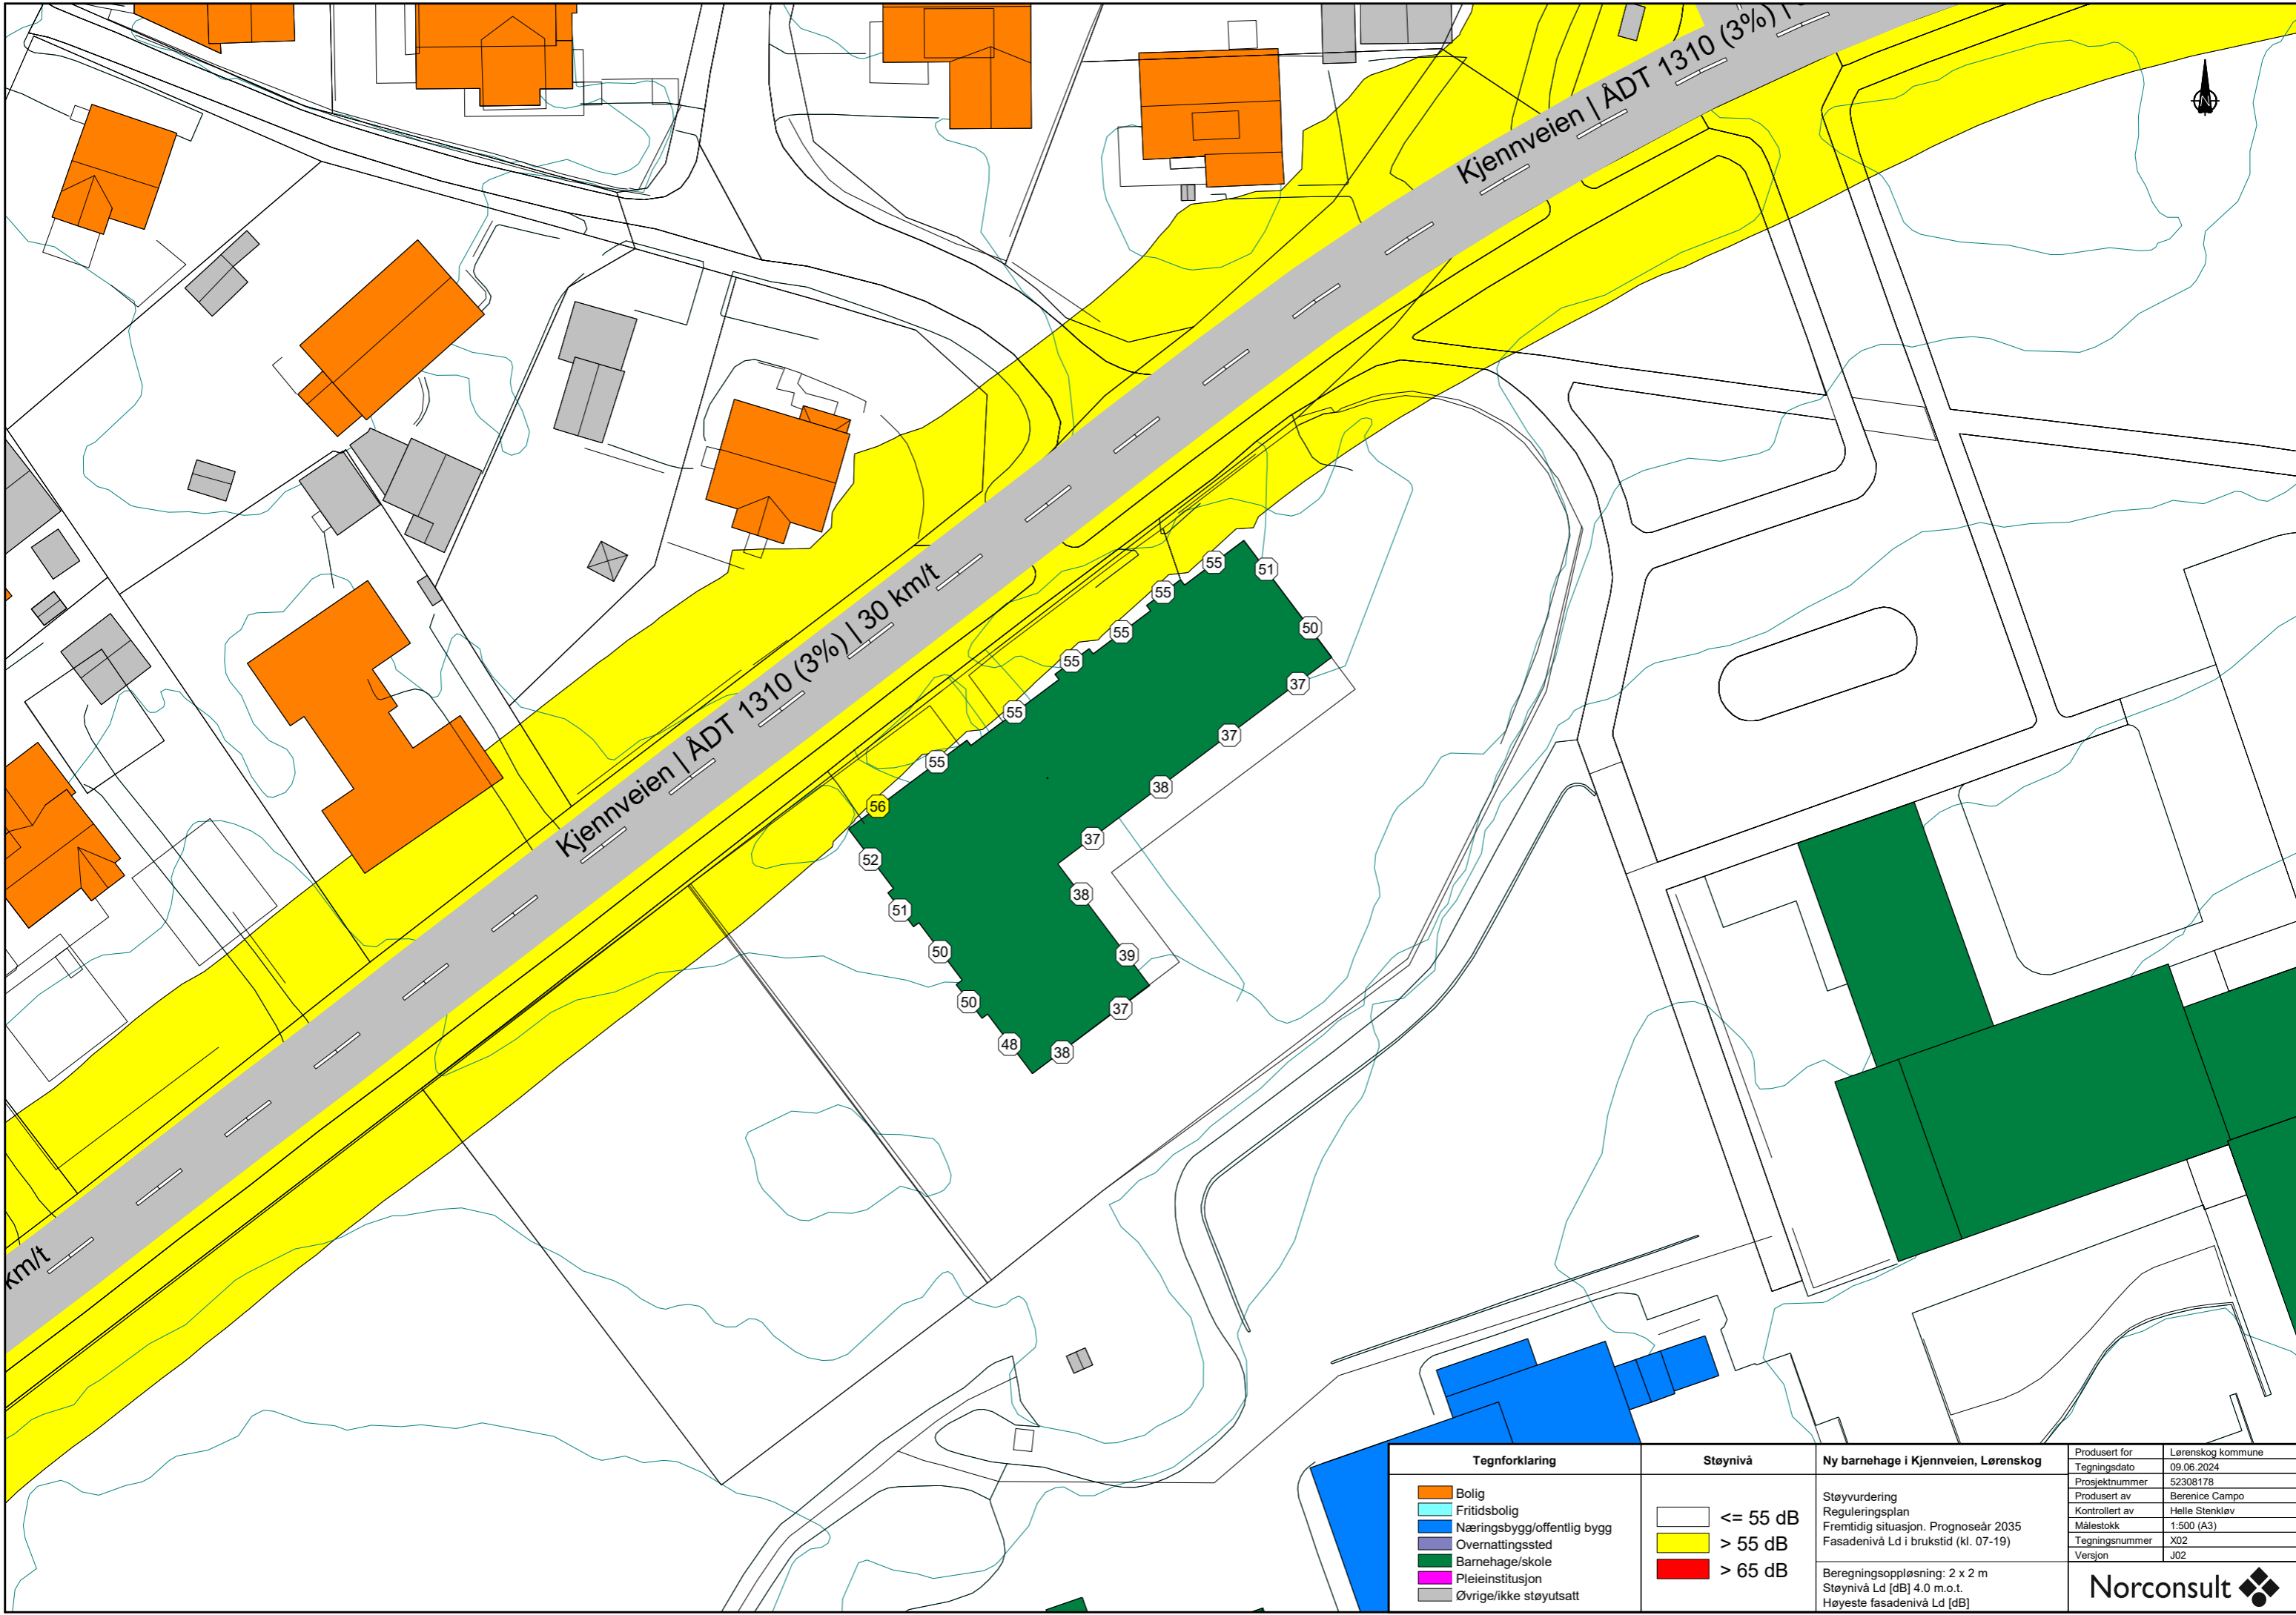 Kjennveien | ÅDT 1310 (3%) |
N
Kjennveien | ÅDT 1310 (3%) | 30 km/t
km/t
55
51
55
50
55
55
37
55
37
55
38
56
37
52
38
51
50
39
50
37
48
38
Tegnforklaring
Bolig
Fritidsbolig
Næringsbygg/offentlig bygg
Overnattingssted
Barnehage/skole
Pleieinstitusjon
Øvrige/ikke støyutsatt
Støynivå
<= 55 dB
> 55 dB
> 65 dB
Ny barnehage i Kjennveien, Lørenskog
Støyvurdering
Reguleringsplan
Fremtidig situasjon. Prognoseår 2035
Fasadenivå Ld i brukstid (kl. 07-19)
Beregningsoppløsning: 2 x 2 m
Støynivå Ld [dB] 4.0 m.o.t.
Høyeste fasadenivå Ld [dB]
Produsert for Lørenskog kommune
Tegningsdato 09.06.2024
Prosjektnummer 52308178
Produsert av Berenice Campo
Kontrollert av Helle Stenkløv
Målestokk 1:500 (A3)
Tegningsnummer X02
Versjon J02
Norconsult